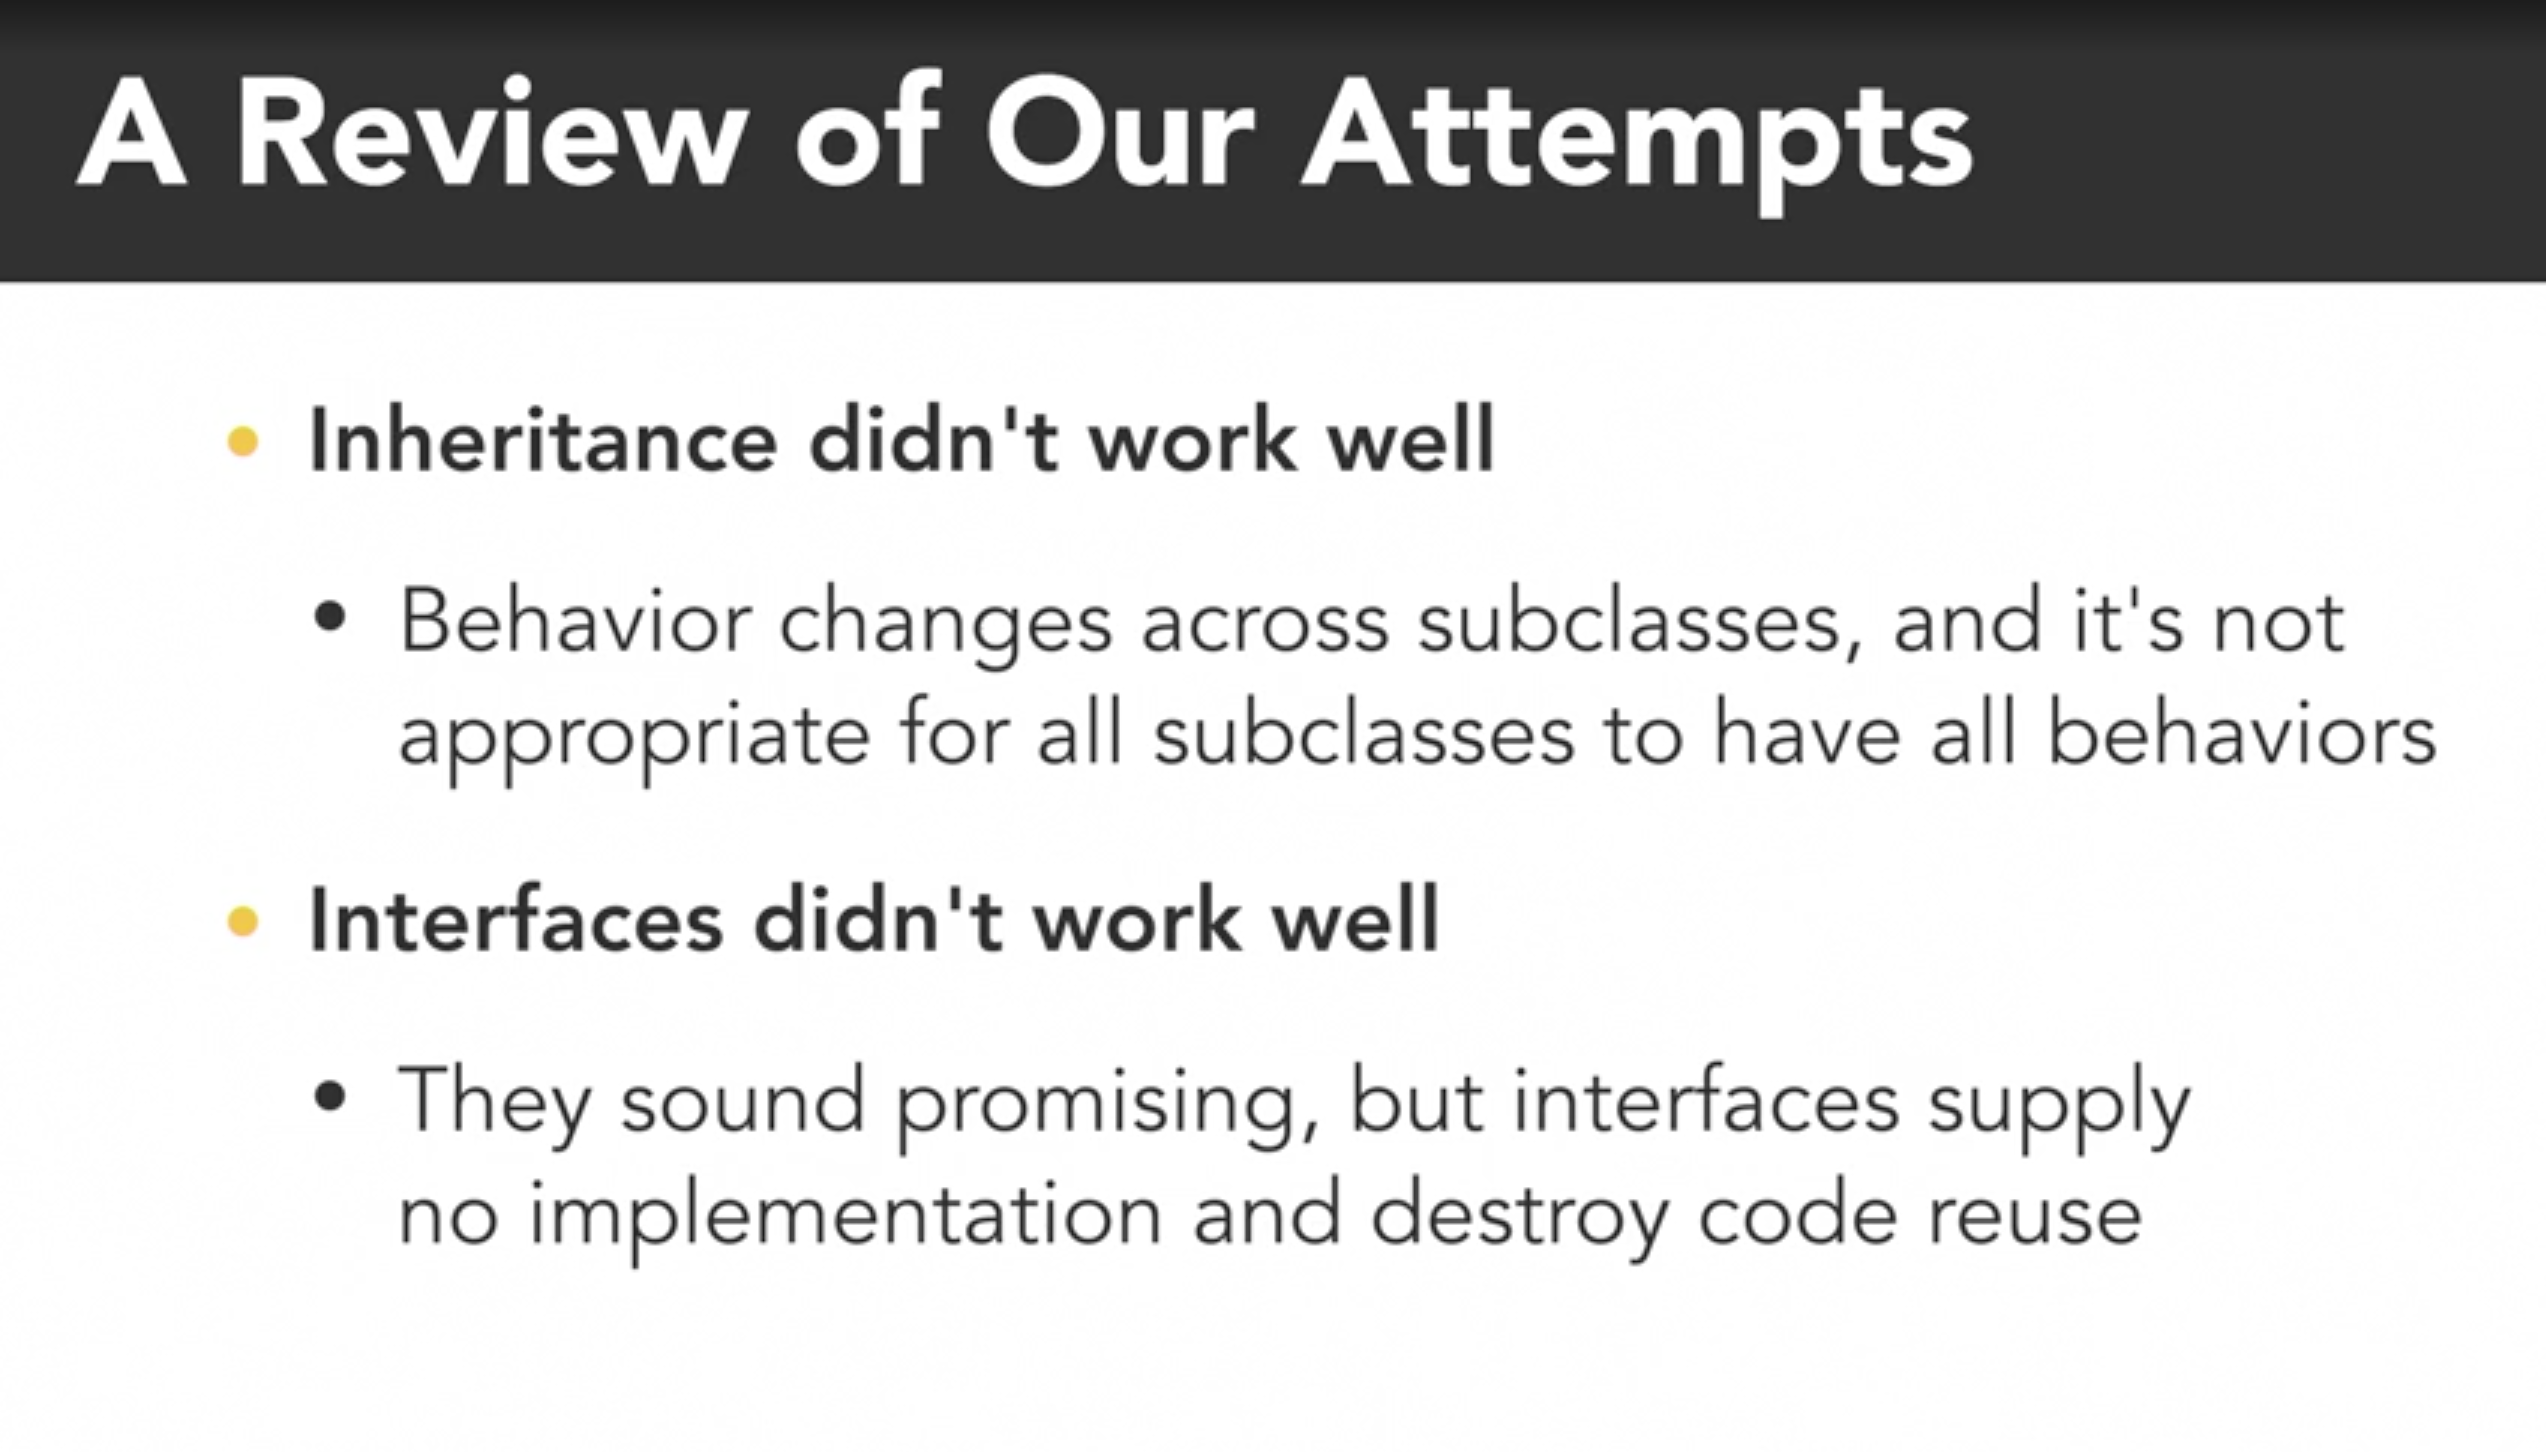 A Review of Our Attempts
Inheritance didn't work well
Behavior changes across subclasses, and it's not
appropriate for all subclasses to have all behaviors
Interfaces didn't work well
They sound promising, but interfaces supply
no implementation and destroy code reuse